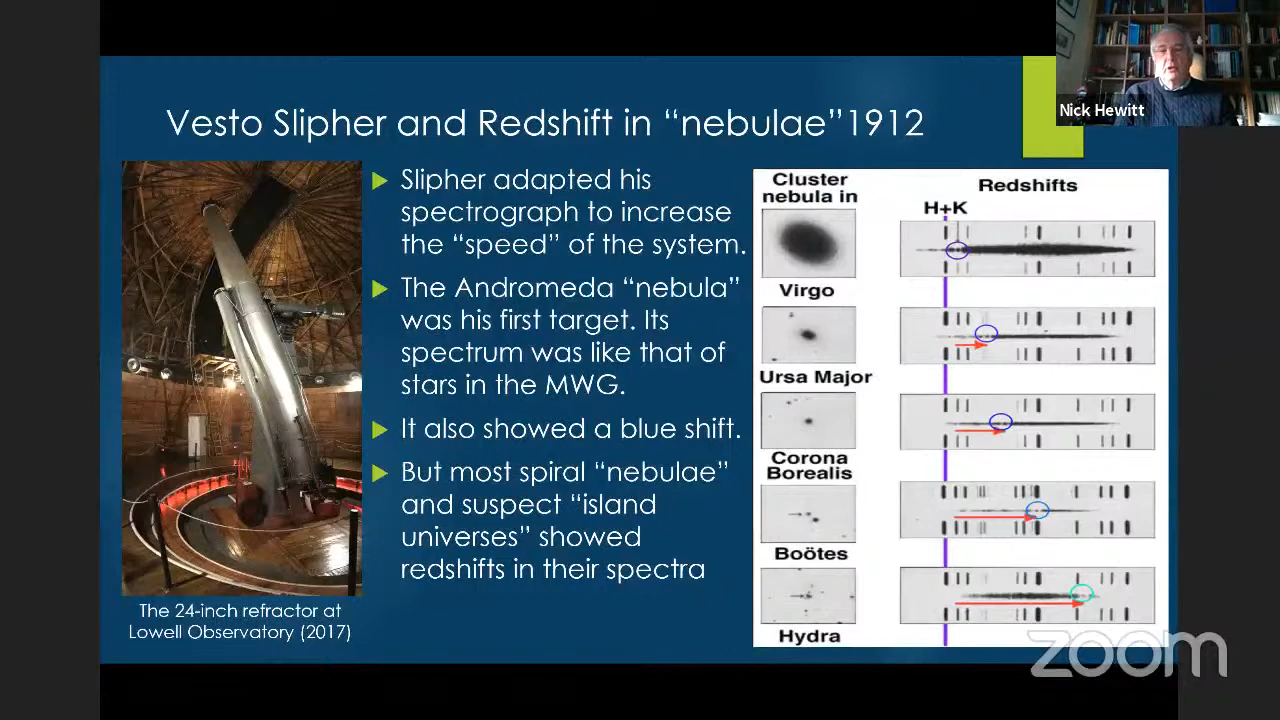 Nick Hewitt
Vesto Slipher and Redshift in “nebulae”1912
Slipher adapted his
spectrograph to increase
the “speed” of the system.
The Andromeda “nebula”
was his first target. Its
spectrum was like that of
stars in the MWG.
It also showed a blue shift.
But most spiral “nebulae”
and suspect “island
universes” showed
redshifts in their spectra
The 24-inch refractor at
Lowell Observatory (2017)
Cluster
nebula in
Redshifts
H+K
Virgo
Ursa Major
Corona
Borealis
Boötes
Hydra
zoom